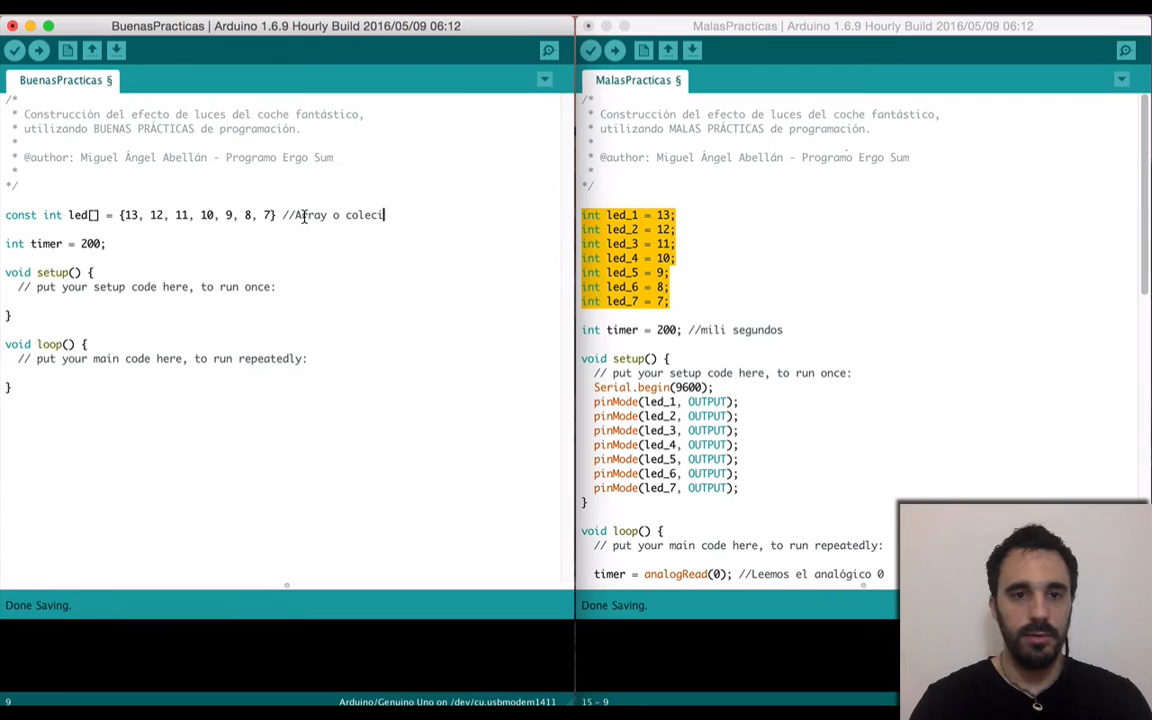 BuenasPracticas | Arduino 1.6.9 Hourly Build 2016/05/09 06:12
BuenasPracticas §
/*
* Construcción del efecto de luces del coche fantástico,
* utilizando BUENAS PRÁCTICAS de programación.
*
* @author: Miguel Ángel Abellán - Programo Ergo Sum
*
*/
const int led[] = {13, 12, 11, 10, 9, 8, 7} //Array o coleci
int timer = 200;
void setup() {
// put your setup code here, to run once:
}
void loop() {
// put your main code here, to run repeatedly:
}
Done Saving.
9
Arduino/Genuino Uno on /dev/cu.usbmodem1411
MalasPracticas | Arduino 1.6.9 Hourly Build 2016/05/09 06:12
MalasPracticas §
/*
* Construcción del efecto de luces del coche fantástico,
* utilizando MALAS PRÁCTICAS de programación.
*
* @author: Miguel Ángel Abellán - Programo Ergo Sum
*
*/
int led_1 = 13;
int led_2 = 12;
int led_3 = 11;
int led_4 = 10;
int led_5 = 9;
int led_6 = 8;
int led_7 = 7;
int timer = 200; //mili segundos
void setup() {
// put your setup code here, to run once:
Serial.begin(9600);
pinMode(led_1, OUTPUT);
pinMode(led_2, OUTPUT);
pinMode(led_3, OUTPUT);
pinMode(led_4, OUTPUT);
pinMode(led_5, OUTPUT);
pinMode(led_6, OUTPUT);
pinMode(led_7, OUTPUT);
}
void loop() {
// put your main code here, to run repeatedly:
timer = analogRead(0); //Leemos el analógico 0
Done Saving.
15 - 9